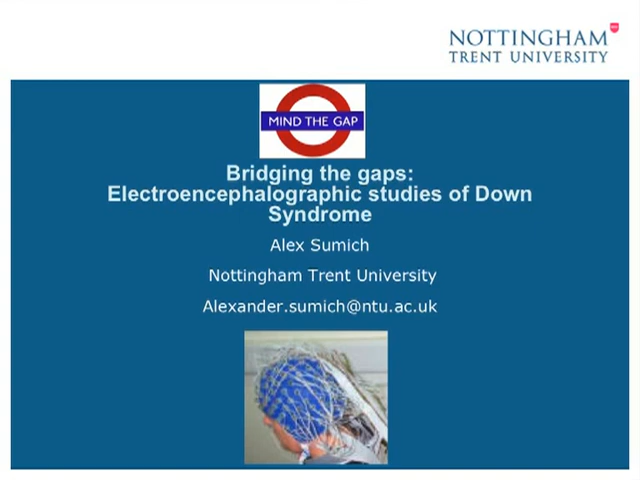 NOTTINGHAM
TRENT UNIVERSITY
MIND THE GAP
Bridging the gaps:
Electroencephalographic studies of Down
Syndrome
Alex Sumich
Nottingham Trent University
Alexander.sumich@ntu.ac.uk